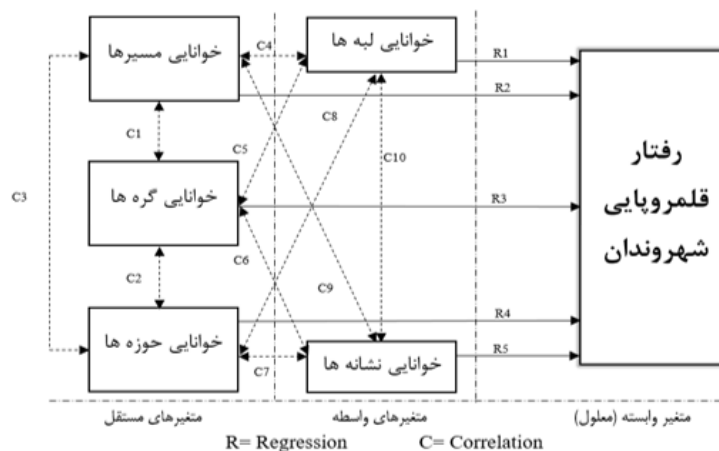 خوانایی مسیرها
خوانایی گره ها
خوانایی حوزه ها
خوانایی لبه ها
خوانایی نشانه ها
رفتار
قلمروپایی
شهروندان
C1
C2
C3
C4
C5
C6
C7
C8
C9
C10
R1
R2
R3
R4
R5
متغیرهای مستقل
متغیرهای واسطه
متغیر وابسته (معلول)
R= Regression
C= Correlation